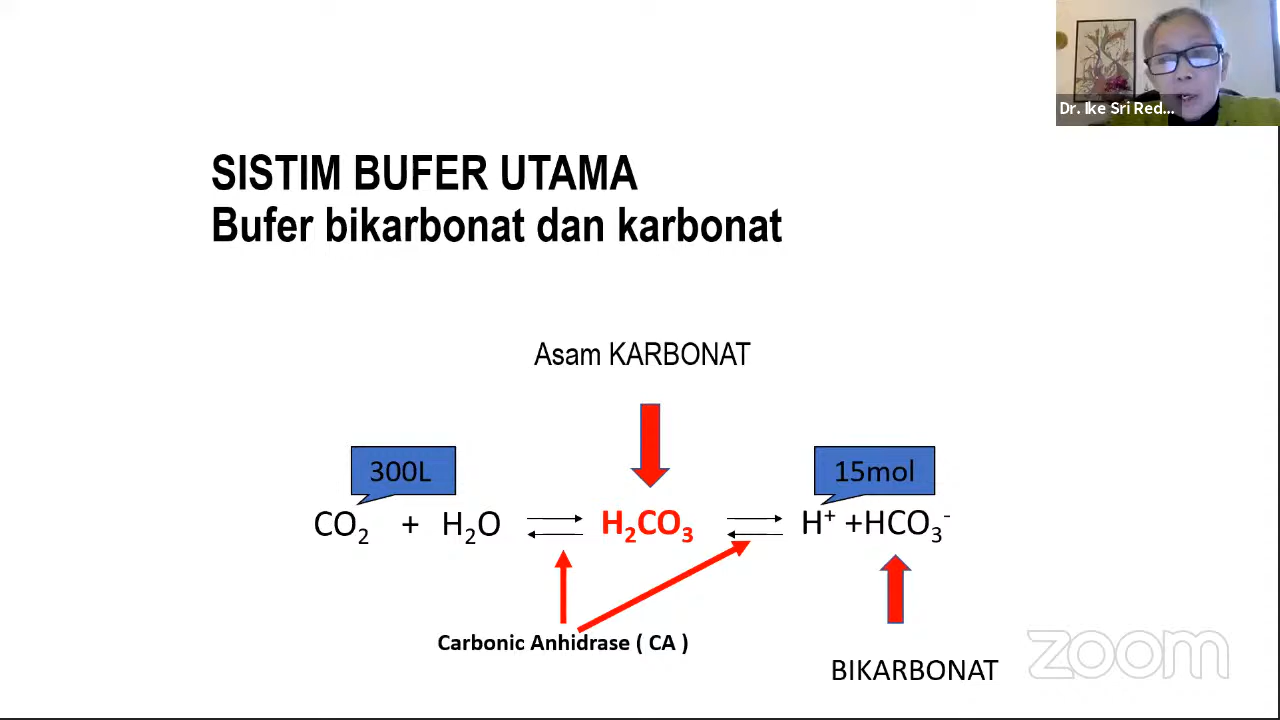 Dr. Ike Sri Red...
SISTIM BUFER UTAMA
Bufer bikarbonat dan karbonat
Asam KARBONAT
300L
15mol
CO₂ + H₂O ⇌ H₂CO₃ ⇌ H⁺ +HCO₃⁻
Carbonic Anhidrase ( CA )
BIKARBONAT
zoom